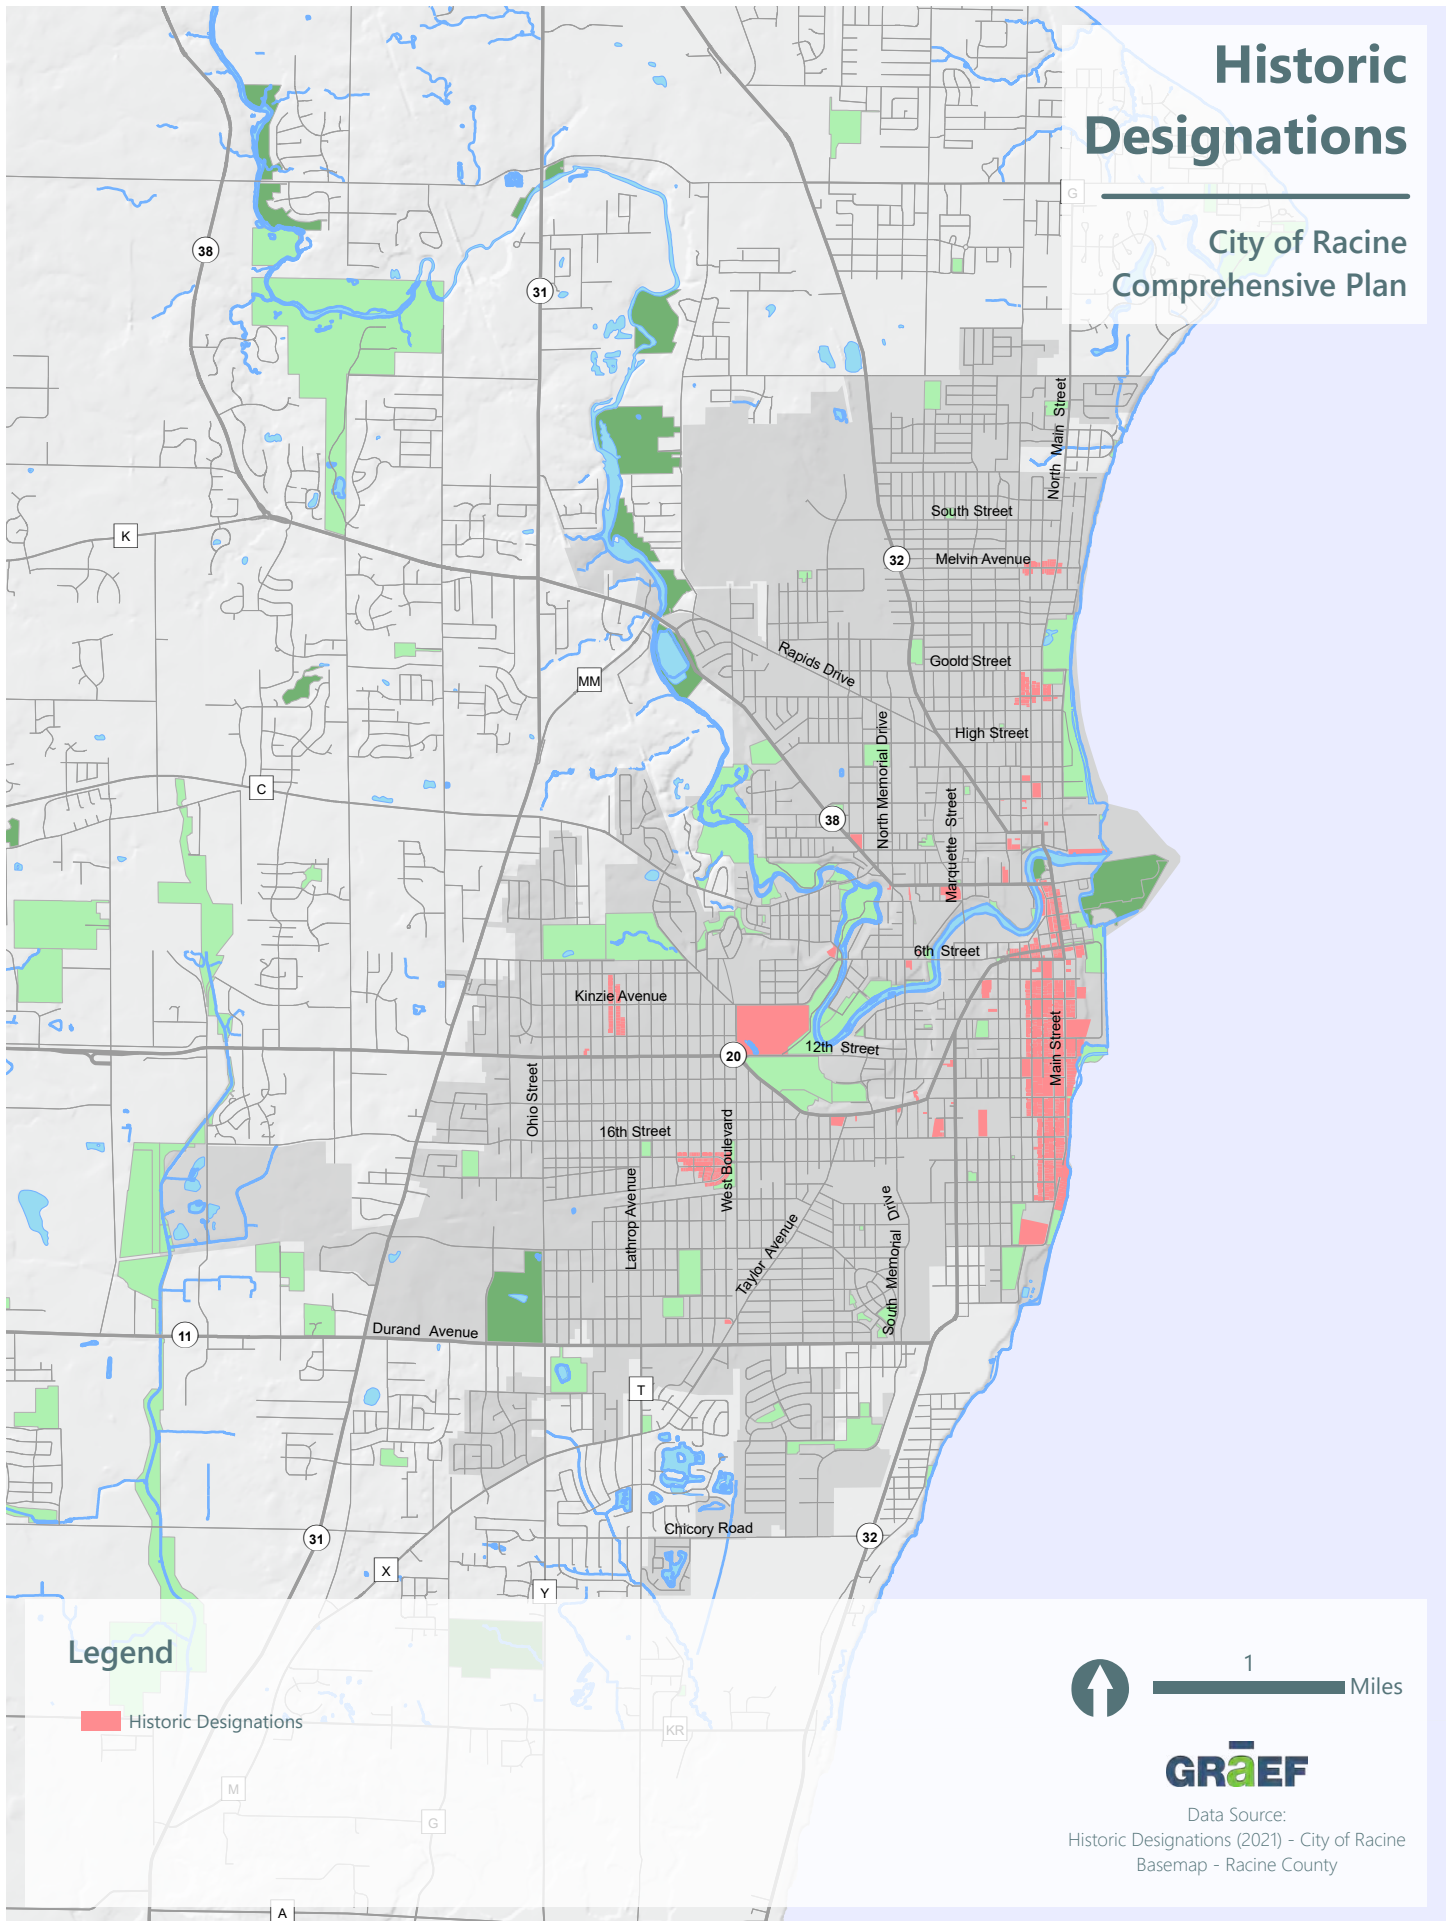 Historic
Designations
City of Racine
Comprehensive Plan
G
38
31
North Main Street
South Street
K
Melvin Avenue
32
Rapids Drive
Goold Street
MM
North Memorial Drive
High Street
C
Marquette Street
38
6th Street
Kinzie Avenue
Main Street
12th Street
20
Ohio Street
16th Street
West Boulevard
Lathrop Avenue
South Memorial Drive
Taylor Avenue
11
Durand Avenue
T
Chicory Road
31
32
X
Y
Legend
Historic Designations
KR
M
G
A
1
Miles
GRAEF
Data Source:
Historic Designations (2021) - City of Racine
Basemap - Racine County